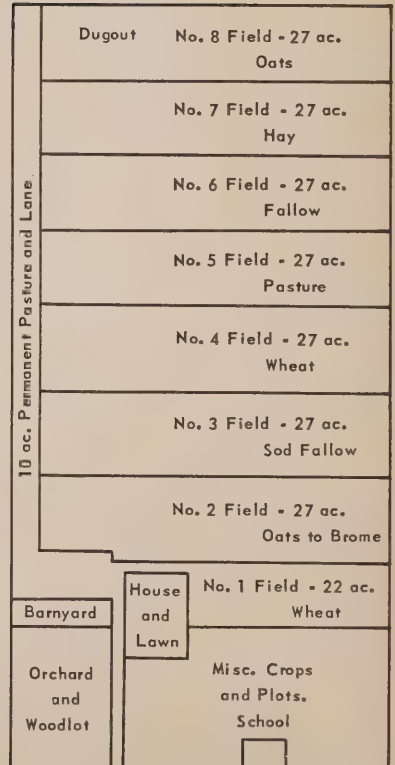 Dugout No. 8 Field - 27 ac.
Oats
No. 7 Field - 27 ac.
Hay
No. 6 Field - 27 ac.
Fallow
No. 5 Field - 27 ac.
Pasture
No. 4 Field - 27 ac.
Wheat
No. 3 Field - 27 ac.
Sod Fallow
No. 2 Field - 27 ac.
Oats to Brome
10 ac. Permanent Pasture and Lane.
No. 1 Field - 22 ac.
Wheat
House
and
Lawn
Barnyard
Orchard
and
Woodlot
Misc. Crops
and Plots.
School